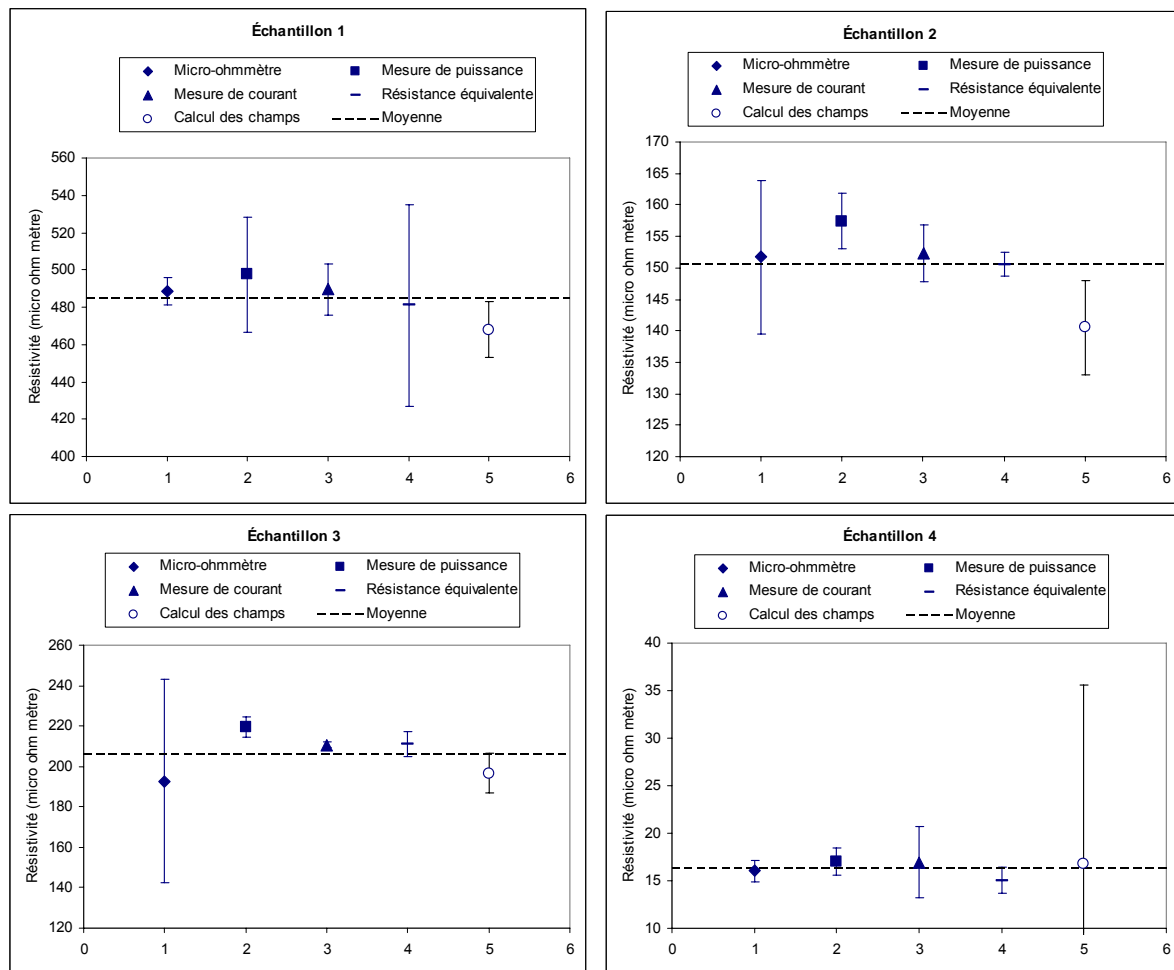 Échantillon 1
Micro-ohmmètre Mesure de puissance
Mesure de courant Résistance équivalente
Calcul des champs Moyenne
Résistivité (micro ohm mètre)
560
540
520
500
480
460
440
420
400
0 1 2 3 4 5 6
Échantillon 2
Micro-ohmmètre Mesure de puissance
Mesure de courant Résistance équivalente
Calcul des champs Moyenne
Résistivité (micro ohm mètre)
170
165
160
155
150
145
140
135
130
125
120
0 1 2 3 4 5 6
Échantillon 3
Micro-ohmmètre Mesure de puissance
Mesure de courant Résistance équivalente
Calcul des champs Moyenne
Résistivité (micro ohm mètre)
260
240
220
200
180
160
140
120
0 1 2 3 4 5 6
Échantillon 4
Micro-ohmmètre Mesure de puissance
Mesure de courant Résistance équivalente
Calcul des champs Moyenne
Résistivité (micro ohm mètre)
40
35
30
25
20
15
10
0 1 2 3 4 5 6